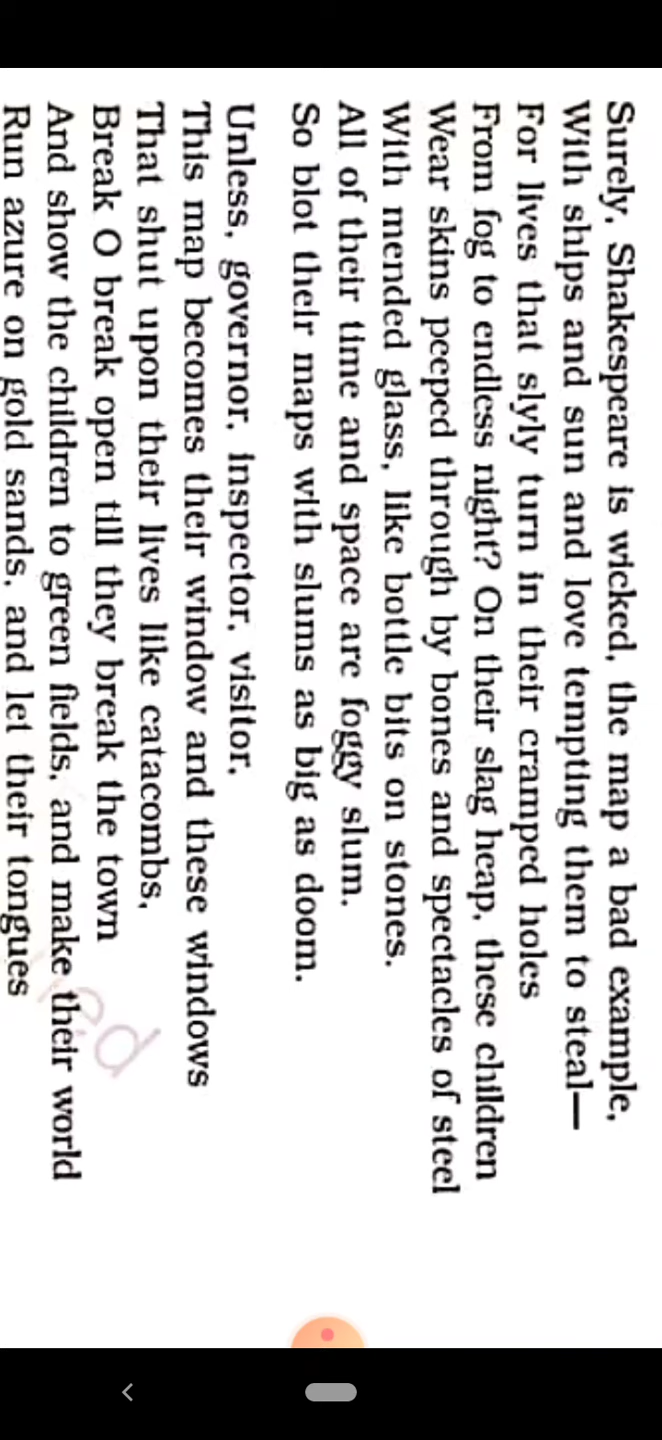 Surely, Shakespeare is wicked, the map a bad example,
With ships and sun and love tempting them to steal—
For lives that slyly turn in their cramped holes
From fog to endless night? On their slag heap, these children
Wear skins peeped through by bones and spectacles of steel
With mended glass, like bottle bits on stones.
All of their time and space are foggy slum.
So blot their maps with slums as big as doom.
Unless, governor, inspector, visitor,
This map becomes their window and these windows
That shut upon their lives like catacombs,
Break O break open till they break the town
And show the children to green fields, and make their world
Run azure on gold sands, and let their tongues